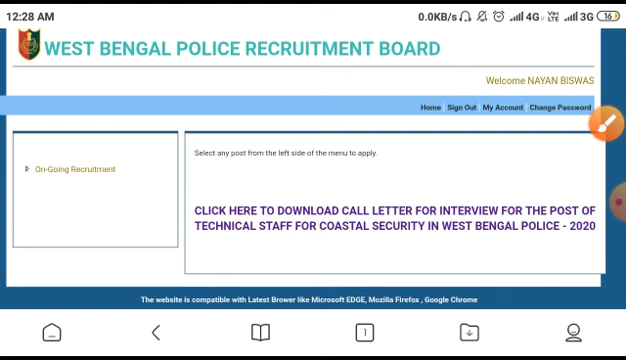 12:28 AM 0.0KB/s 4G VoLTE 3G 16
WEST BENGAL POLICE RECRUITMENT BOARD
Welcome NAYAN BISWAS
Home Sign Out My Account Change Password
Select any post from the left side of the menu to apply.
On-Going Recruitment
CLICK HERE TO DOWNLOAD CALL LETTER FOR INTERVIEW FOR THE POST OF
TECHNICAL STAFF FOR COASTAL SECURITY IN WEST BENGAL POLICE - 2020
The website is compatible with Latest Brower like Microsoft EDGE, Mozilla Firefox , Google Chrome
1